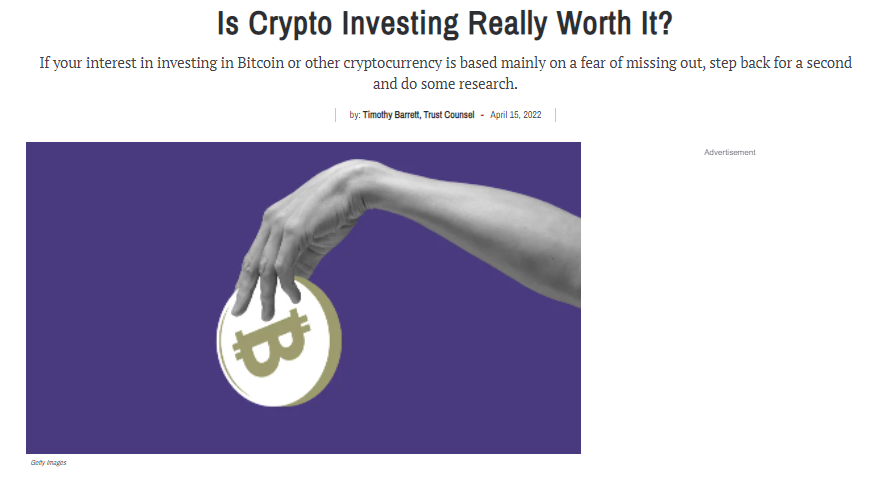 Is Crypto Investing Really Worth It?
If your interest in investing in Bitcoin or other cryptocurrency is based mainly on a fear of missing out, step back for a second
and do some research.
by: Timothy Barrett, Trust Counsel - April 15, 2022
Advertisement
Getty Images